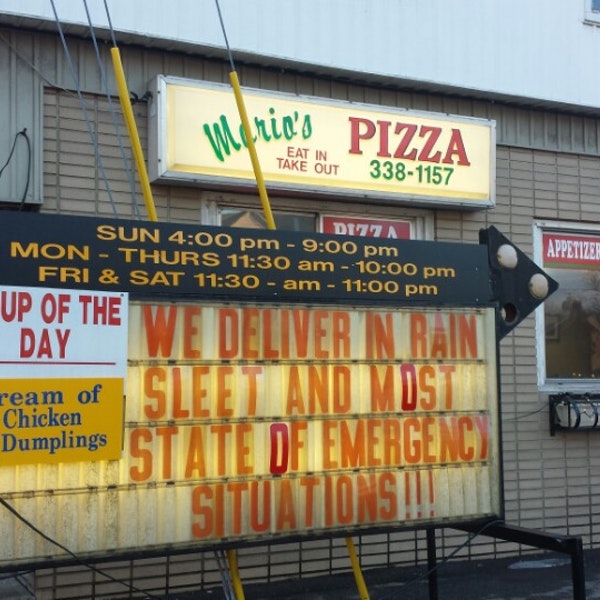 Mario's
EAT IN
TAKE OUT
PIZZA
338-1157
PIZZA
APPETIZER
SUN 4:00 pm - 9:00 pm
MON - THURS 11:30 am - 10:00 pm
FRI & SAT 11:30 - am - 11:00 pm
UP OF THE
DAY
ream of
Chicken
Dumplings
WE DELIVER IN RAIN
SLEET AND MOST
STATE OF EMERGENCY
SITUATIONS!!!